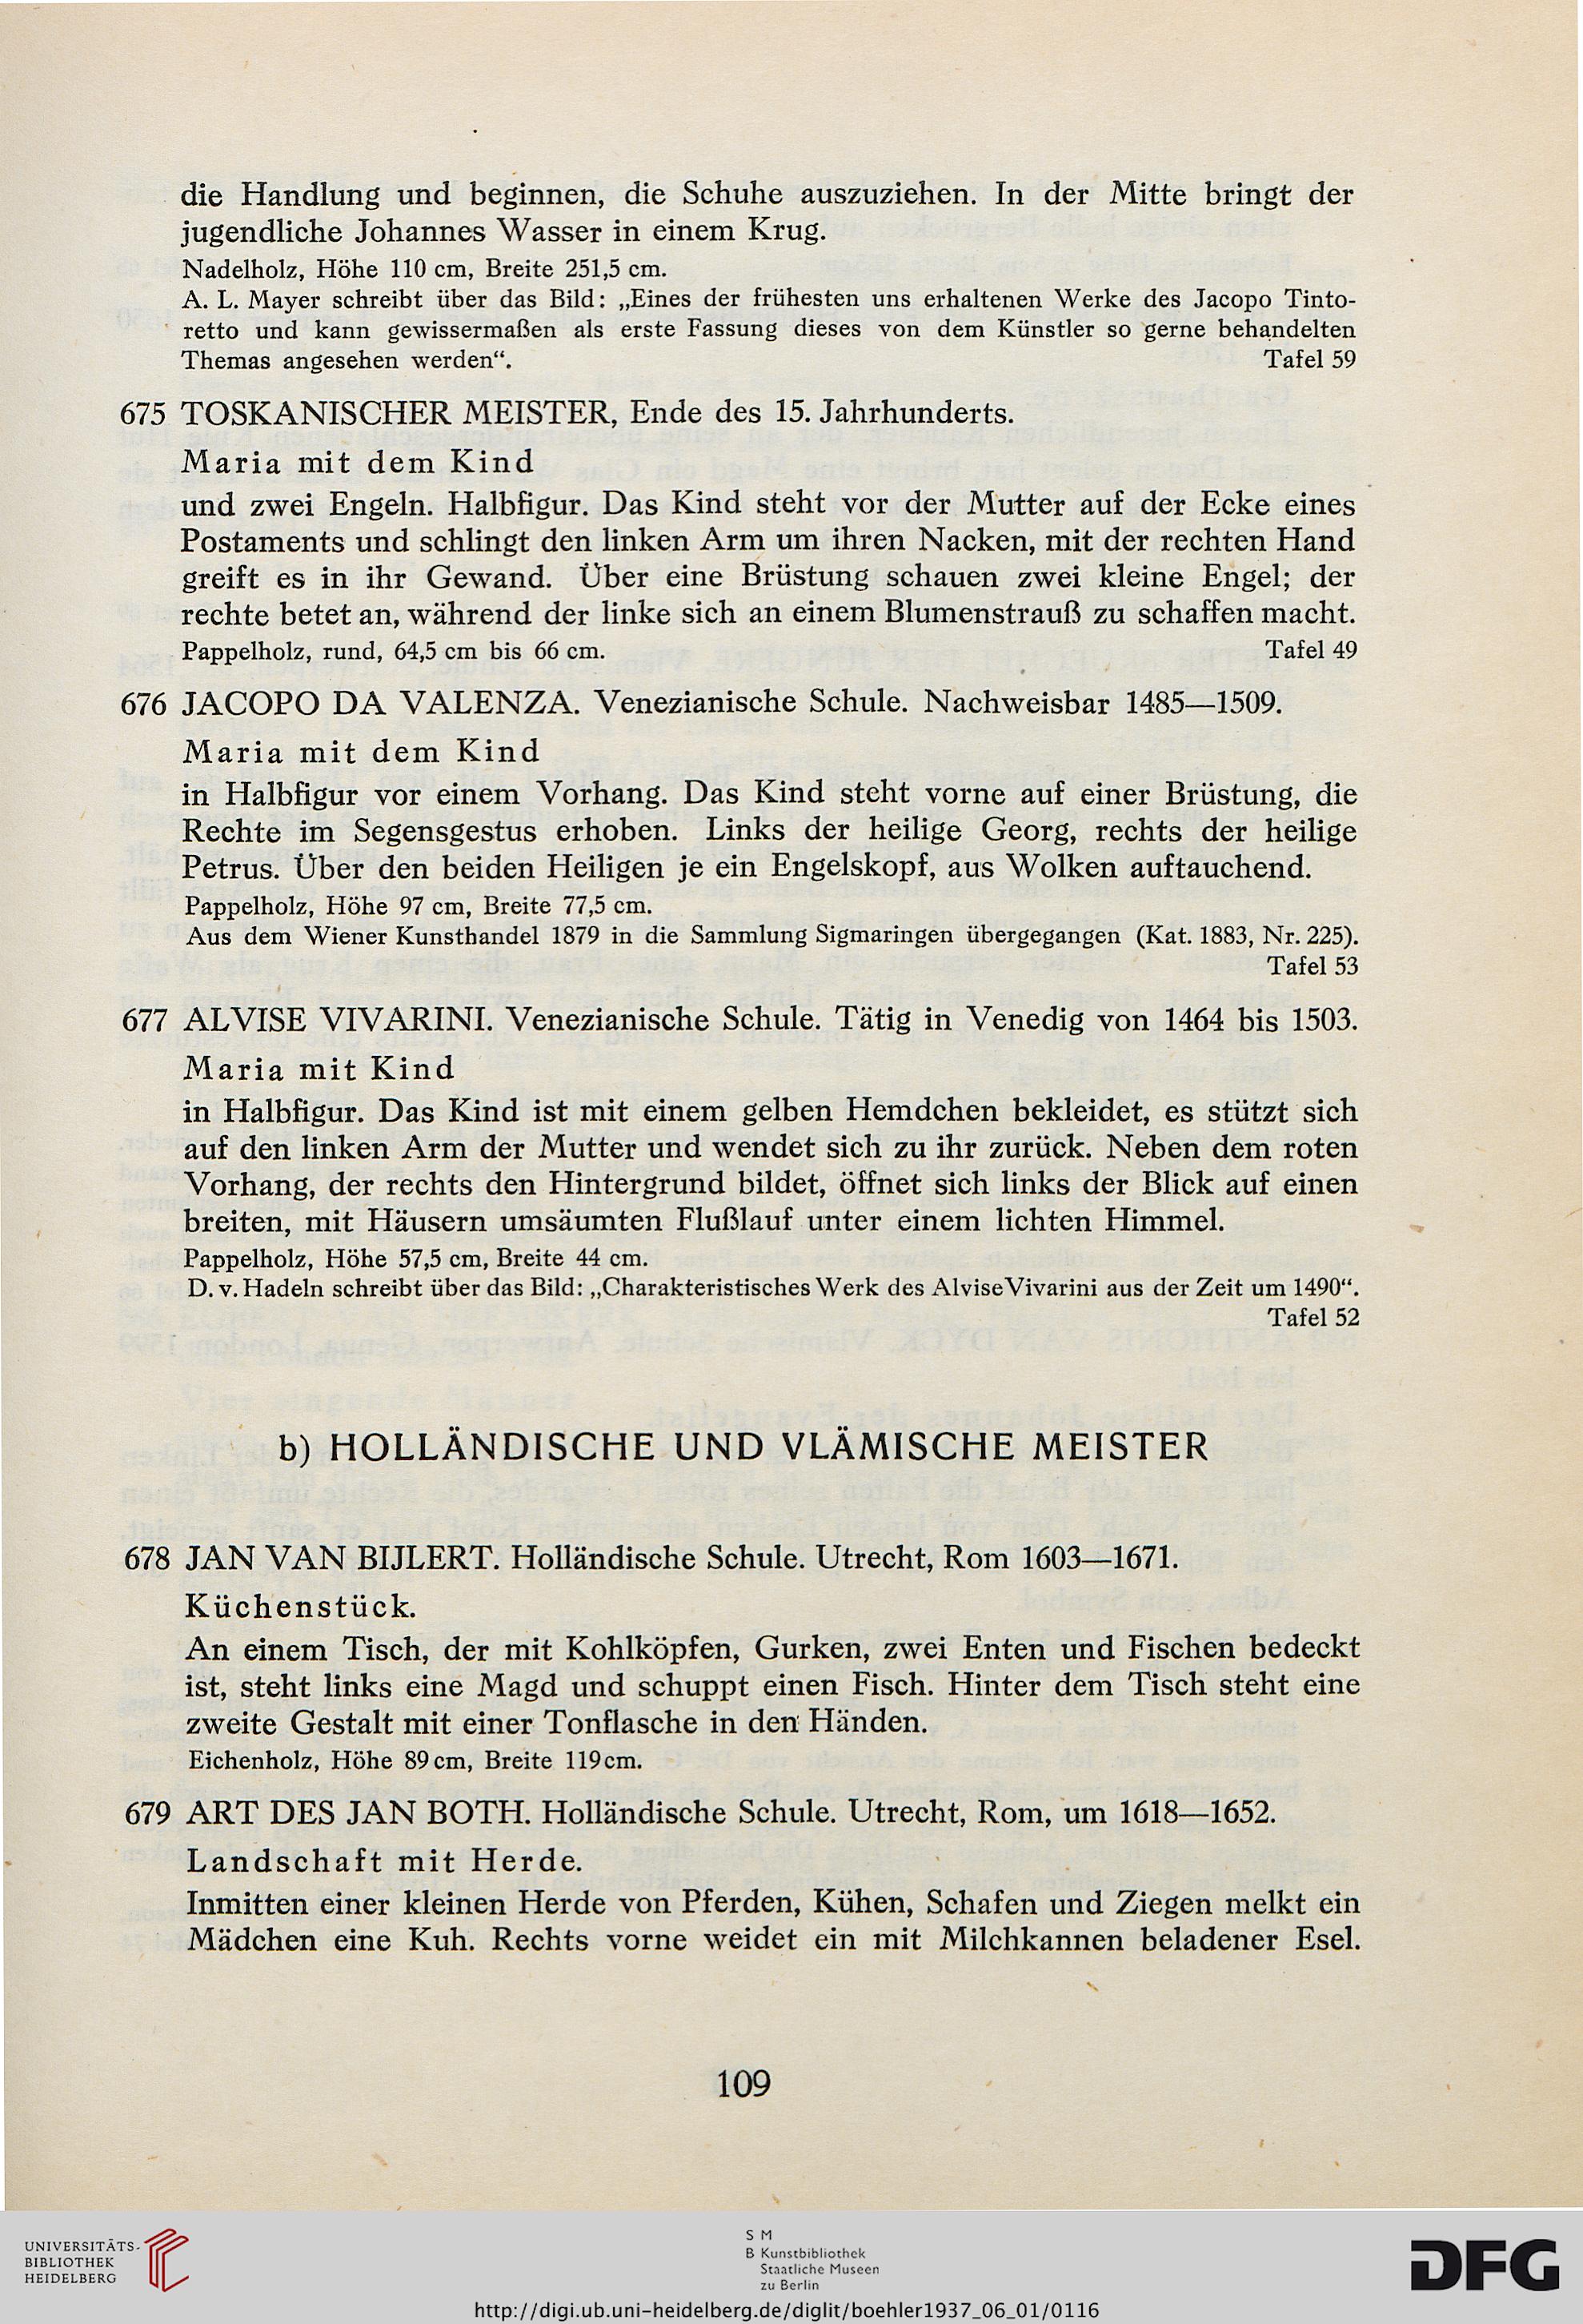 die Handlung und beginnen, die Schuhe auszuziehen. In der Mitte bringt der
jugendliche Johannes Wasser in einem Krug.
Nadelholz, Höhe 110 cm, Breite 251,5 cm.
A. L. Mayer schreibt über das Bild: „Eines der frühesten uns erhaltenen Werke des Jacopo Tinto-
retto und kann gewissermaßen als erste Fassung dieses von dem Künstler so gerne behandelten
Themas angesehen werden“. Tafel 59
675 TOSKANISCHER MEISTER, Ende des 15. Jahrhunderts.
Maria mit dem Kind
und zwei Engeln. Halbfigur. Das Kind steht vor der Mutter auf der Ecke eines
Postaments und schlingt den linken Arm um ihren Nacken, mit der rechten Hand
greift es in ihr Gewand. Über eine Brüstung schauen zwei kleine Engel; der
rechte betet an, während der linke sich an einem Blumenstrauß zu schaffen macht.
Pappelholz, rund, 64,5 cm bis 66 cm. Tafel 49
676 JACOPO DA VALENZA. Venezianische Schule. Nachweisbar 1485—1509.
Maria mit dem Kind
in Halbfigur vor einem Vorhang. Das Kind steht vorne auf einer Brüstung, die
Rechte im Segensgestus erhoben. Links der heilige Georg, rechts der heilige
Petrus. Über den beiden Heiligen je ein Engelskopf, aus Wolken auftauchend.
Pappelholz, Höhe 97 cm, Breite 77,5 cm.
Aus dem Wiener Kunsthandel 1879 in die Sammlung Sigmaringen übergegangen (Kat. 1883, Nr. 225).
Tafel 53
677 ALVISE VIVARINI. Venezianische Schule. Tätig in Venedig von 1464 bis 1503.
Maria mit Kind
in Halbfigur. Das Kind ist mit einem gelben Hemdchen bekleidet, es stützt sich
auf den linken Arm der Mutter und wendet sich zu ihr zurück. Neben dem roten
Vorhang, der rechts den Hintergrund bildet, öffnet sich links der Blick auf einen
breiten, mit Häusern umsäumten Flußlauf unter einem lichten Himmel.
Pappelholz, Höhe 57,5 cm, Breite 44 cm.
D. v. Hadeln schreibt über das Bild: „Charakteristisches Werk des Alvise Vivarini aus der Zeit um 1490“.
Tafel 52
b) HOLLÄNDISCHE UND VLÄMISCHE MEISTER
678 JAN VAN BIJLERT. Holländische Schule. Utrecht, Rom 1603—1671.
Küchenstück.
An einem Tisch, der mit Kohlköpfen, Gurken, zwei Enten und Fischen bedeckt
ist, steht links eine Magd und schuppt einen Fisch. Hinter dem Tisch steht eine
zweite Gestalt mit einer Tonflasche in den Händen.
Eichenholz, Höhe 89 cm, Breite 119 cm.
679 ART DES JAN BOTH. Holländische Schule. Utrecht, Rom, um 1618—1652.
Landschaft mit Herde.
Inmitten einer kleinen Herde von Pferden, Kühen, Schafen und Ziegen melkt ein
Mädchen eine Kuh. Rechts vorne weidet ein mit Milchkannen beladener Esel.
109
UNIVERSITÄTS-
BIBLIOTHEK
HEIDELBERG
S M
B Kunstbibliothek
Staatliche Museen
zu Berlin
DFG
http://digi.ub.uni-heidelberg.de/diglit/boehler1937_06_01/0116